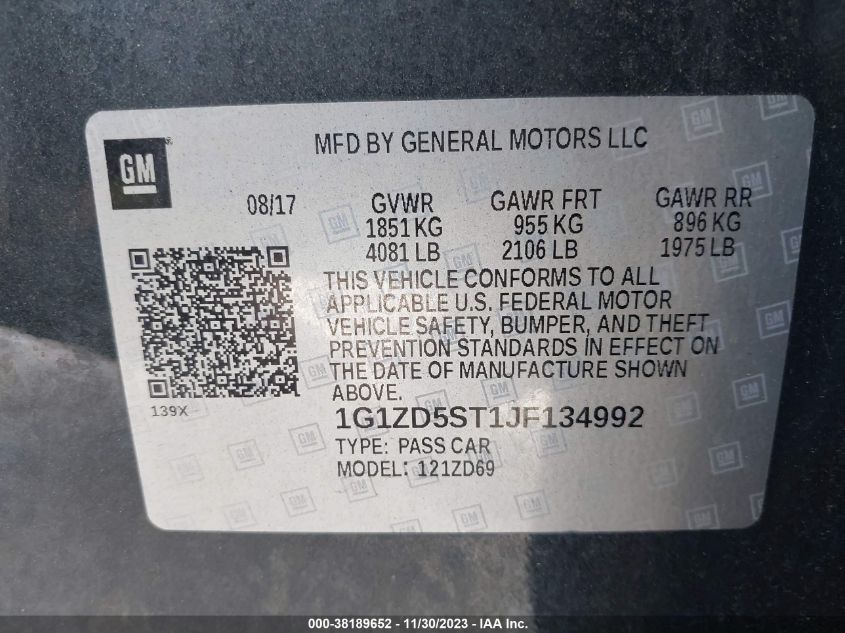 GM
MFD BY GENERAL MOTORS LLC
08/17 GVWR GAWR FRT GAWR RR
1851 KG 955 KG 896 KG
4081 LB 2106 LB 1975 LB
THIS VEHICLE CONFORMS TO ALL
APPLICABLE U.S. FEDERAL MOTOR
VEHICLE SAFETY, BUMPER, AND THEFT
PREVENTION STANDARDS IN EFFECT ON
THE DATE OF MANUFACTURE SHOWN
ABOVE.
139X
1G1ZD5ST1JF134992
TYPE: PASS CAR
MODEL: 121ZD69
000-38189652 - 11/30/2023 - IAA, Inc.